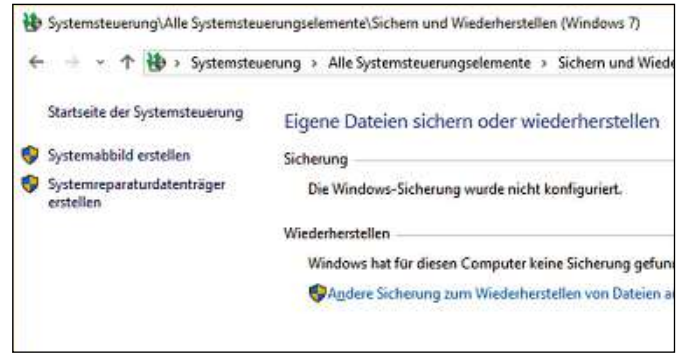 Systemsteuerung\Alle Systemsteuerungselemente\Sichern und Wiederherstellen (Windows 7)
Systemsteuerung › Alle Systemsteuerungselemente › Sichern und Wiede
Startseite der Systemsteuerung
Systemabbild erstellen
Systemreparaturdatenträger
erstellen
Eigene Dateien sichern oder wiederherstellen
Sicherung
Die Windows-Sicherung wurde nicht konfiguriert.
Wiederherstellen
Windows hat für diesen Computer keine Sicherung gefun
Andere Sicherung zum Wiederherstellen von Dateien a